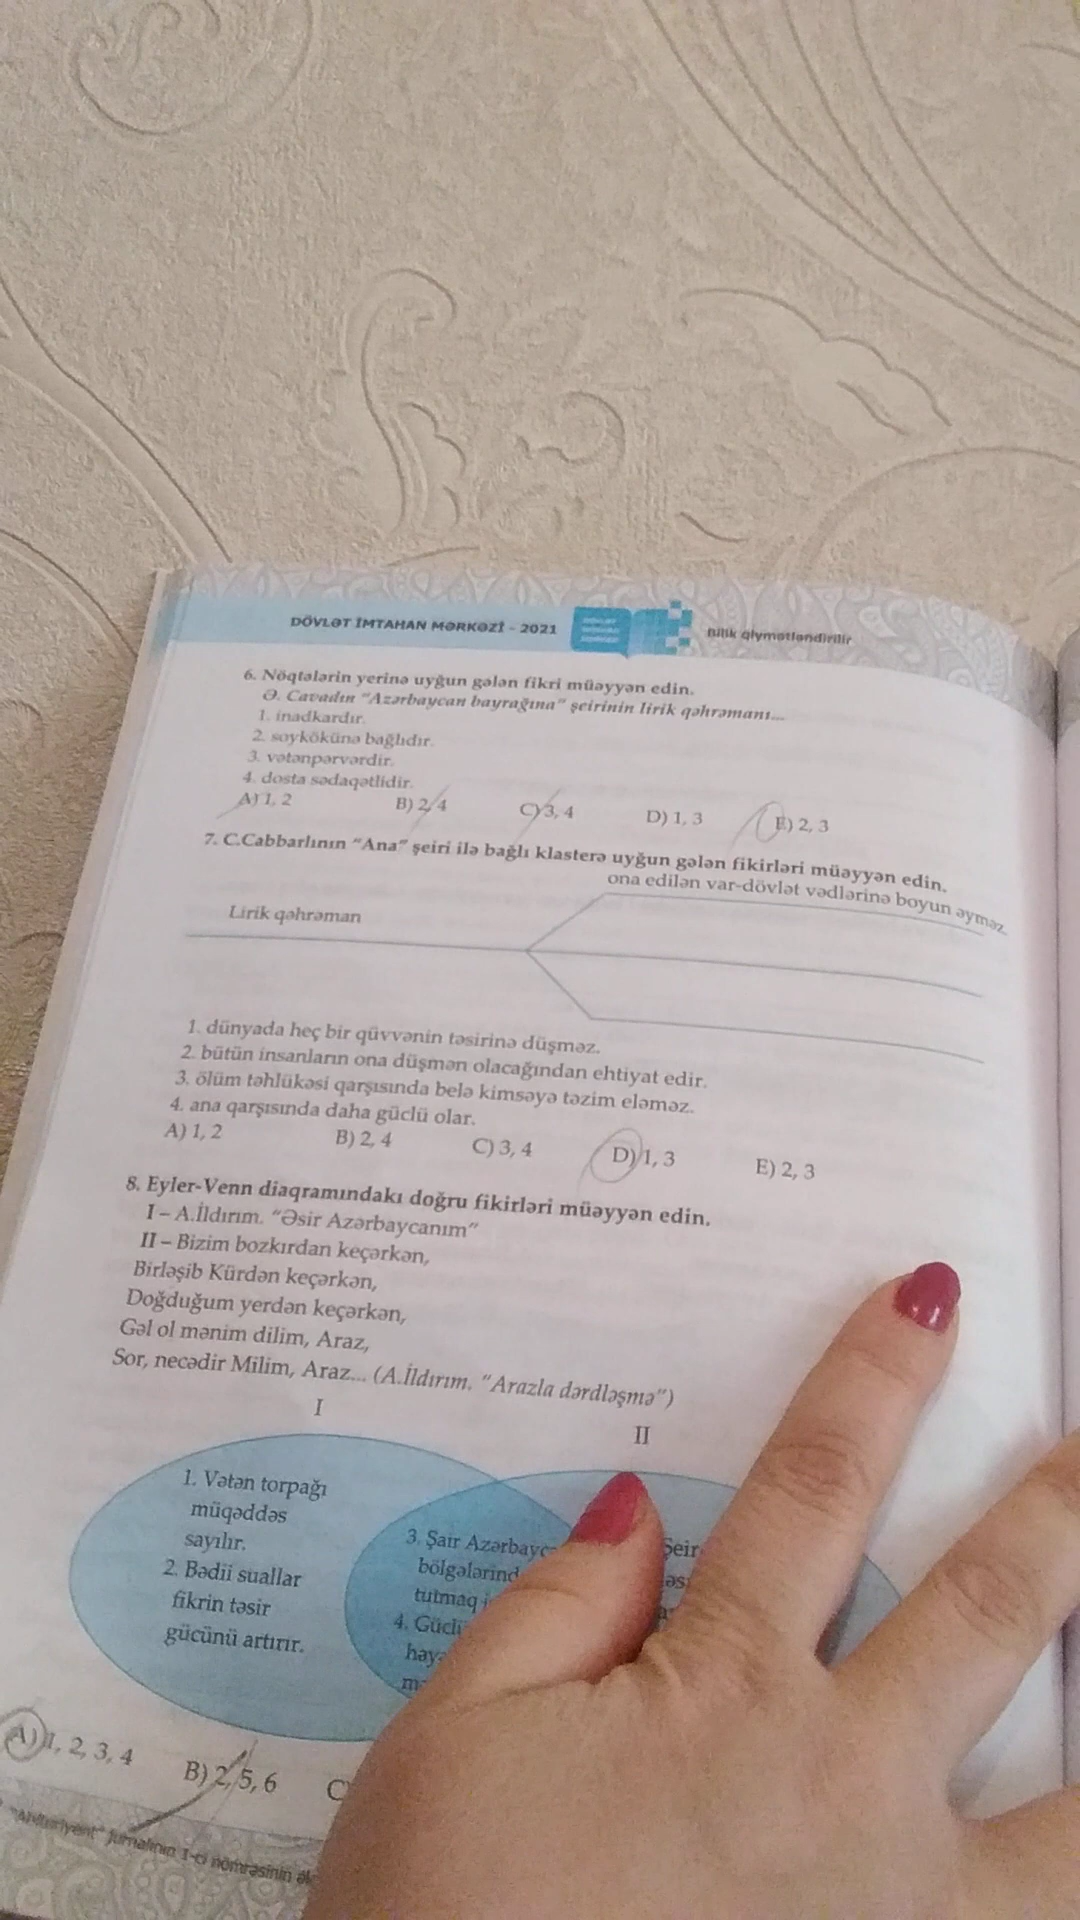 DÖVLƏT İMTAHAN MƏRKƏZİ - 2021
Bilik qiymətləndirilir
6. Nöqtələrin yerinə uyğun gələn fikri müəyyən edin.
Ə. Cavadın "Azərbaycan bayrağına" şeirinin lirik qəhrəmanı...
1. inadkardır.
2. soykökünə bağlıdır.
3. vətənpərvərdir.
4. dosta sədaqətlidir.
A) 1, 2 B) 2, 4 C) 3, 4 D) 1, 3 E) 2, 3
7. C.Cabbarlının "Ana" şeiri ilə bağlı klasterə uyğun gələn fikirləri müəyyən edin.
ona edilən var-dövlət vədlərinə boyun əyməz.
Lirik qəhrəman
1. dünyada heç bir qüvvənin təsirinə düşməz.
2. bütün insanların ona düşmən olacağından ehtiyat edir.
3. ölüm təhlükəsi qarşısında belə kimsəyə təzim eləməz.
4. ana qarşısında daha güclü olar.
A) 1, 2 B) 2, 4 C) 3, 4 D) 1, 3 E) 2, 3
8. Eyler-Venn diaqramındakı doğru fikirləri müəyyən edin.
I – A.İldırım. "Əsir Azərbaycanım"
II – Bizim bozkırdan keçərkən,
Birləşib Kürdən keçərkən,
Doğduğum yerdən keçərkən,
Gəl ol mənim dilim, Araz,
Sor, necədir Milim, Araz... (A.İldırım. "Arazla dərdləşmə")
I
II
1. Vətən torpağı
müqəddəs
sayılır.
2. Bədii suallar
fikrin təsir
gücünü artırır.
3. Şair
bölgələrind
tutmaq
4.
A) 1, 2, 3, 4 B) 2, 5, 6 C)
jurnalının 1-ci nömrəsinin